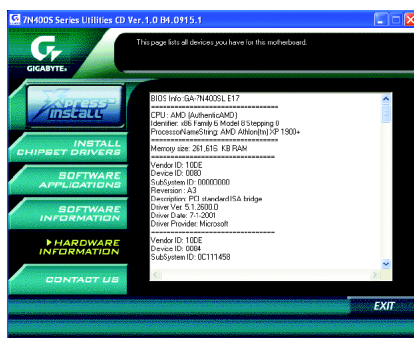 7N400S Series Utilities CD Ver.1.0 B4.0915.1
GIGABYTE™
This page lists all devices you have for this motherboard.
Xpress-
INSTALL
INSTALL
CHIPSET DRIVERS
SOFTWARE
APPLICATIONS
SOFTWARE
INFORMATION
HARDWARE
INFORMATION
CONTACT US
BIOS Info :GA-7N400SL E17
==============================
CPU : AMD (AuthenticAMD)
Identifier: x86 Family 6 Model 8 Stepping 0
ProcessorNameString: AMD Athlon(tm) XP 1900+
==============================
Memory size: 261,616 KB RAM
==============================
Vendor ID: 10DE
Device ID: 0080
SubSystem ID: 00000000
Reversion : A3
Description: PCI standard ISA bridge
Driver Ver: 5.1.2600.0
Driver Date: 7-1-2001
Driver Provider: Microsoft
==============================
Vendor ID: 10DE
Device ID: 0004
SubSystem ID: 0C111458
EXIT